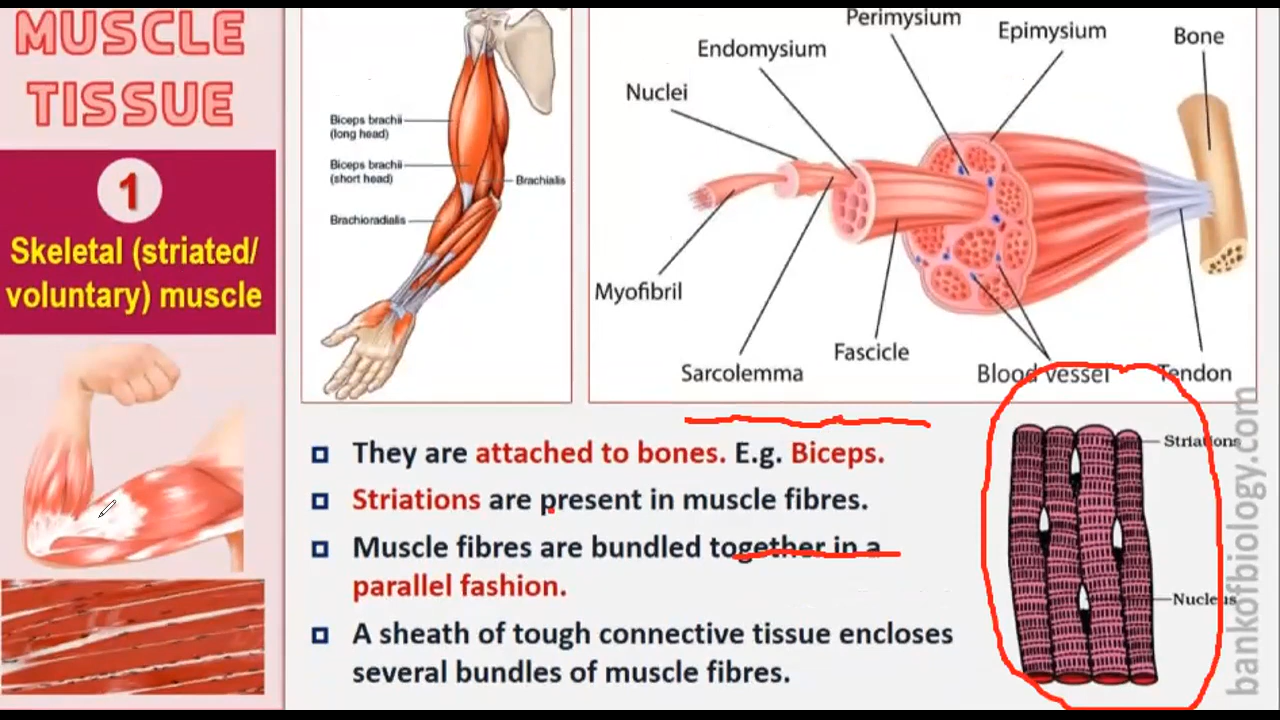 MUSCLE
TISSUE
1
Skeletal (striated/
voluntary) muscle
Biceps brachii
(long head)
Biceps brachii
(short head)
Brachialis
Brachioradialis
Perimysium
Epimysium
Bone
Endomysium
Nuclei
Myofibril
Sarcolemma
Fascicle
Blood vessel
Tendon
They are attached to bones. E.g. Biceps.
Striations are present in muscle fibres.
Muscle fibres are bundled together in a
parallel fashion.
A sheath of tough connective tissue encloses
several bundles of muscle fibres.
Striations
Nucleus
bankofbiology.com